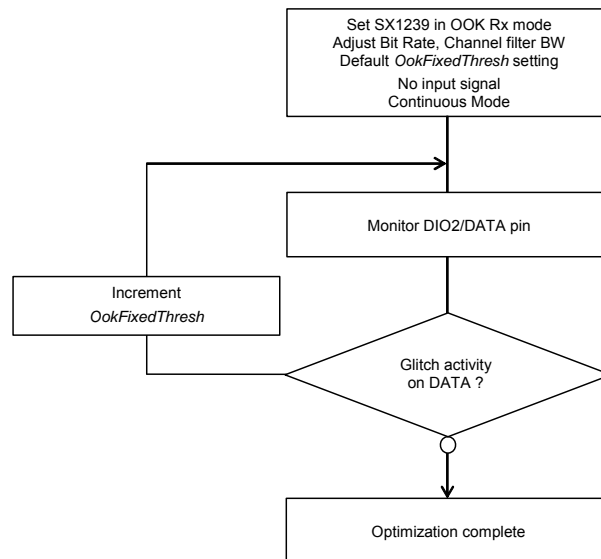 Set SX1239 in OOK Rx mode
Adjust Bit Rate, Channel filter BW
Default OokFixedThresh setting
No input signal
Continuous Mode
Monitor DIO2/DATA pin
Increment
OokFixedThresh
Glitch activity
on DATA ?
Optimization complete